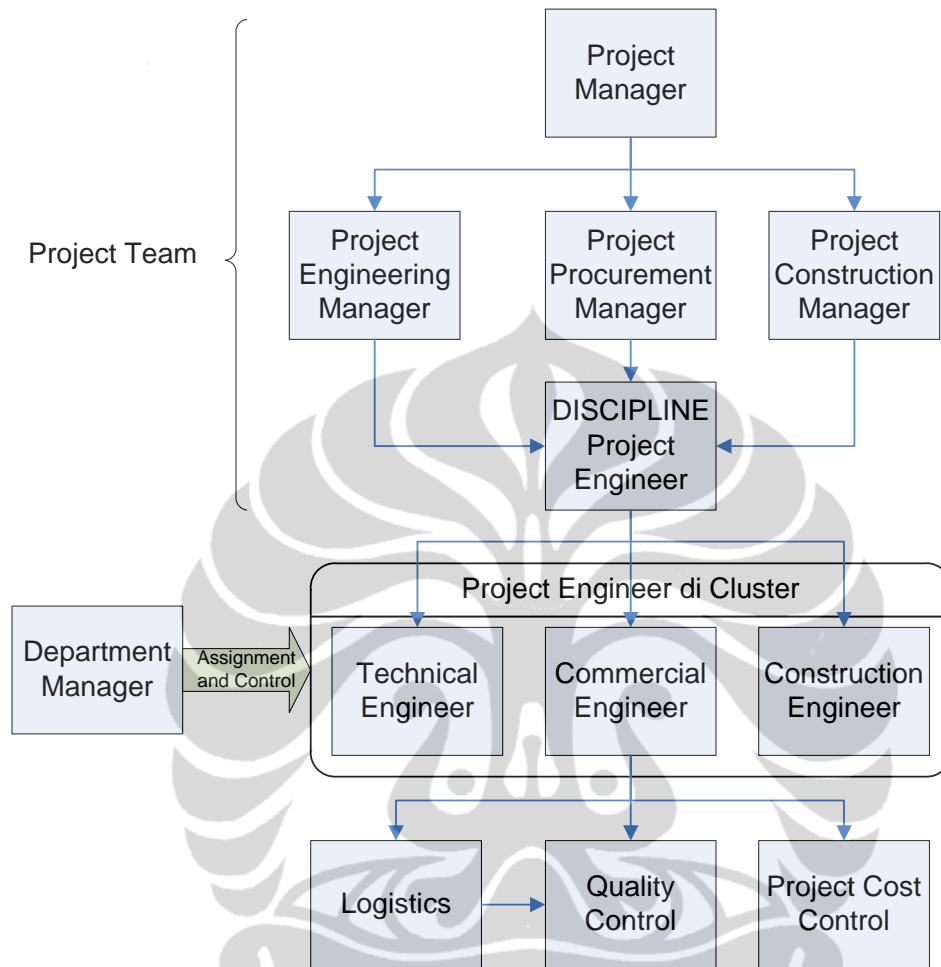 Project
Manager
Project Team
Project
Engineering
Manager
Project
Procurement
Manager
Project
Construction
Manager
DISCIPLINE
Project
Engineer
Project Engineer di Cluster
Department
Manager
Assignment
and Control
Technical
Engineer
Commercial
Engineer
Construction
Engineer
Logistics
Quality
Control
Project Cost
Control